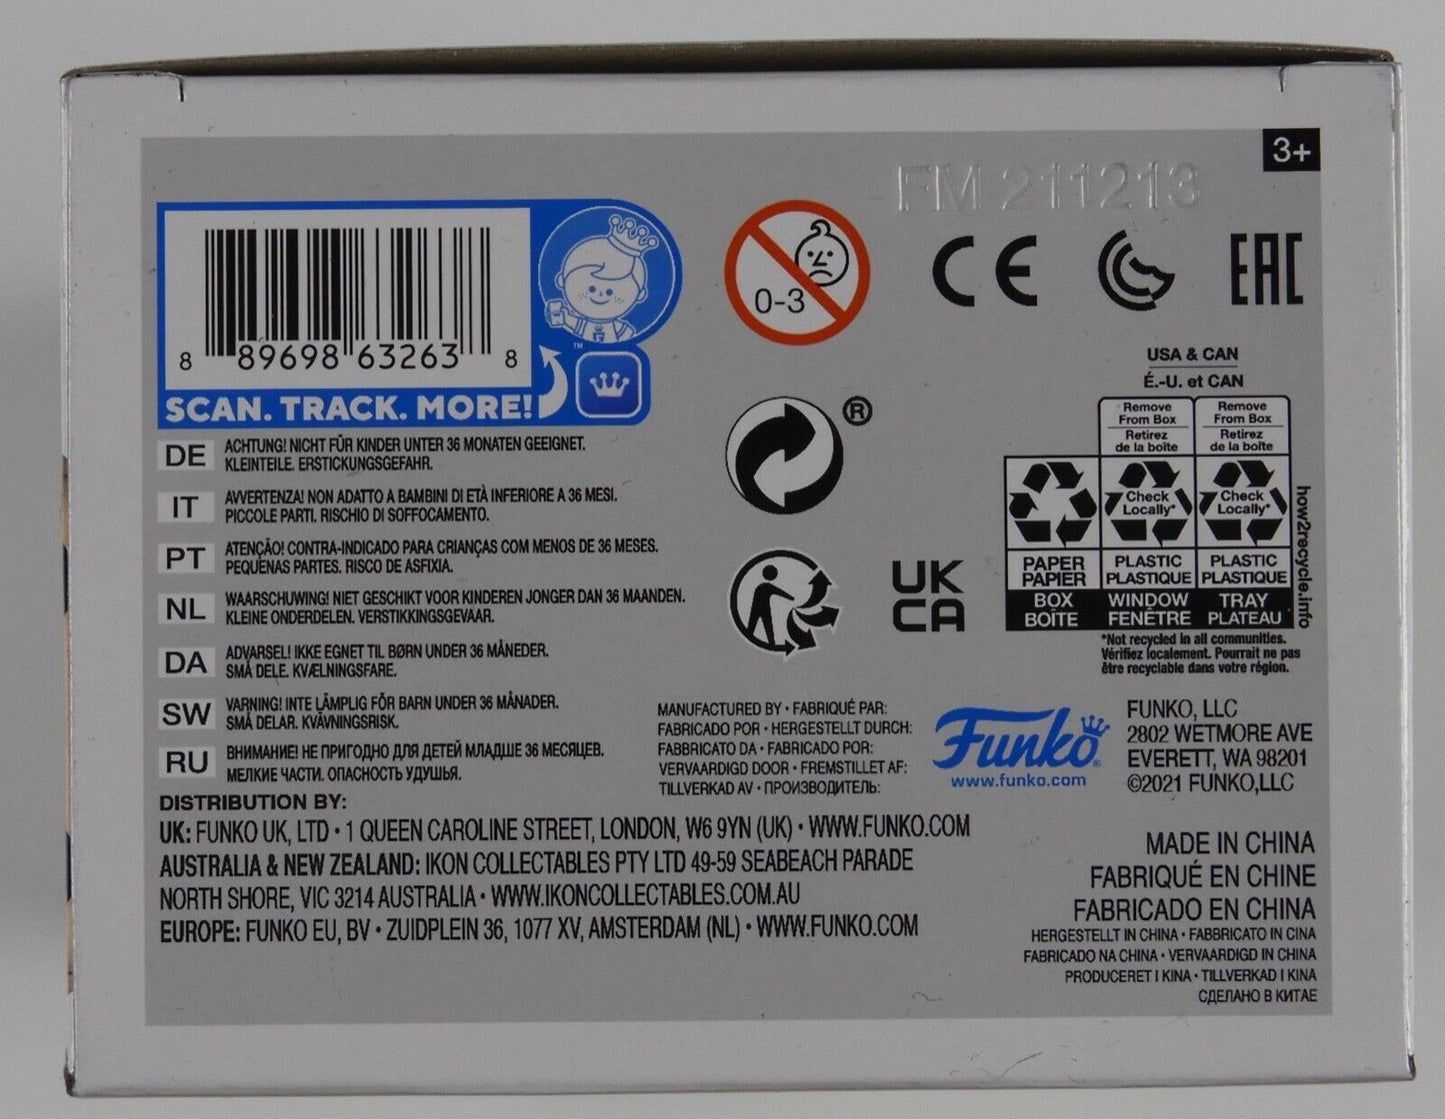 3+
FM 211213
8 89698 63263 8
SCAN. TRACK. MORE!
™
0-3
CE
EAC
®
UK
CA
USA & CAN
É.-U. et CAN
Remove
From Box
Retirez
de la boîte
Remove
From Box
Retirez
de la boîte
Check
Locally*
Check
Locally*
PAPER
PAPIER
PLASTIC
PLASTIQUE
PLASTIC
PLASTIQUE
BOX
BOÎTE
WINDOW
FENÊTRE
TRAY
PLATEAU
how2recycle.info
*Not recycled in all communities.
Vérifiez localement. Pourrait ne pas
être recyclable dans votre région.
DE ACHTUNG! NICHT FÜR KINDER UNTER 36 MONATEN GEEIGNET.
KLEINTEILE. ERSTICKUNGSGEFAHR.
IT AVVERTENZA! NON ADATTO A BAMBINI DI ETÀ INFERIORE A 36 MESI.
PICCOLE PARTI. RISCHIO DI SOFFOCAMENTO.
PT ATENÇÃO! CONTRA-INDICADO PARA CRIANÇAS COM MENOS DE 36 MESES.
PEQUENAS PARTES. RISCO DE ASFIXIA.
NL WAARSCHUWING! NIET GESCHIKT VOOR KINDEREN JONGER DAN 36 MAANDEN.
KLEINE ONDERDELEN. VERSTIKKINGSGEVAAR.
DA ADVARSEL! IKKE EGNET TIL BØRN UNDER 36 MÅNEDER.
SMÅ DELE. KVÆLNINGSFARE.
SW VARNING! INTE LÄMPLIG FÖR BARN UNDER 36 MÅNADER.
SMÅ DELAR. KVÄVNINGSRISK.
RU ВНИМАНИЕ! НЕ ПРИГОДНО ДЛЯ ДЕТЕЙ МЛАДШЕ 36 МЕСЯЦЕВ.
МЕЛКИЕ ЧАСТИ. ОПАСНОСТЬ УДУШЬЯ.
MANUFACTURED BY • FABRIQUÉ PAR:
FABRICADO POR • HERGESTELLT DURCH:
FABBRICATO DA • FABRICADO POR:
VERVAARDIGD DOOR • FREMSTILLET AF:
TILLVERKAD AV • ПРОИЗВОДИТЕЛЬ:
Funko®
www.funko.com
FUNKO, LLC
2802 WETMORE AVE
EVERETT, WA 98201
©2021 FUNKO,LLC
DISTRIBUTION BY:
UK: FUNKO UK, LTD • 1 QUEEN CAROLINE STREET, LONDON, W6 9YN (UK) • WWW.FUNKO.COM
AUSTRALIA & NEW ZEALAND: IKON COLLECTABLES PTY LTD 49-59 SEABEACH PARADE
NORTH SHORE, VIC 3214 AUSTRALIA • WWW.IKONCOLLECTABLES.COM.AU
EUROPE: FUNKO EU, BV • ZUIDPLEIN 36, 1077 XV, AMSTERDAM (NL) • WWW.FUNKO.COM
MADE IN CHINA
FABRIQUÉ EN CHINE
FABRICADO EN CHINA
HERGESTELLT IN CHINA • FABBRICATO IN CINA
FABRICADO NA CHINA • VERVAARDIGD IN CHINA
PRODUCERET I KINA • TILLVERKAD I KINA
СДЕЛАНО В КИТАЕ